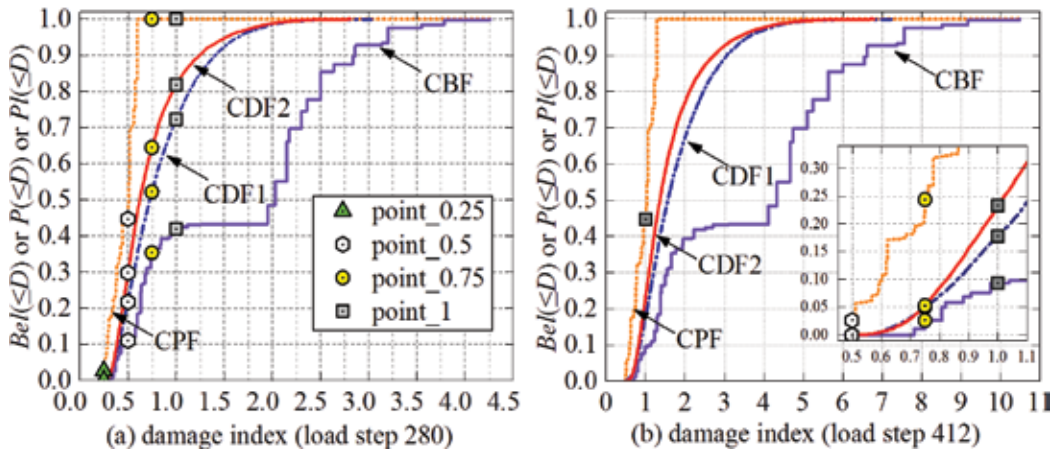 Bel(≤D) or P(≤D) or Pl(≤D)
1.0
0.9
0.8
0.7
0.6
0.5
0.4
0.3
0.2
0.1
0.0
CDF2
CBF
CDF1
CPF
point_0.25
point_0.5
point_0.75
point_1
0.0 0.5 1.0 1.5 2.0 2.5 3.0 3.5 4.0 4.5
(a) damage index (load step 280)
Bel(≤D) or P(≤D) or Pl(≤D)
1.0
0.9
0.8
0.7
0.6
0.5
0.4
0.3
0.2
0.1
0.0
CBF
CDF1
CDF2
CPF
0.30
0.25
0.20
0.15
0.10
0.05
0.00
0.5 0.6 0.7 0.8 0.9 1.0 1.1
1 2 3 4 5 6 7 8 9 10 11
(b) damage index (load step 412)